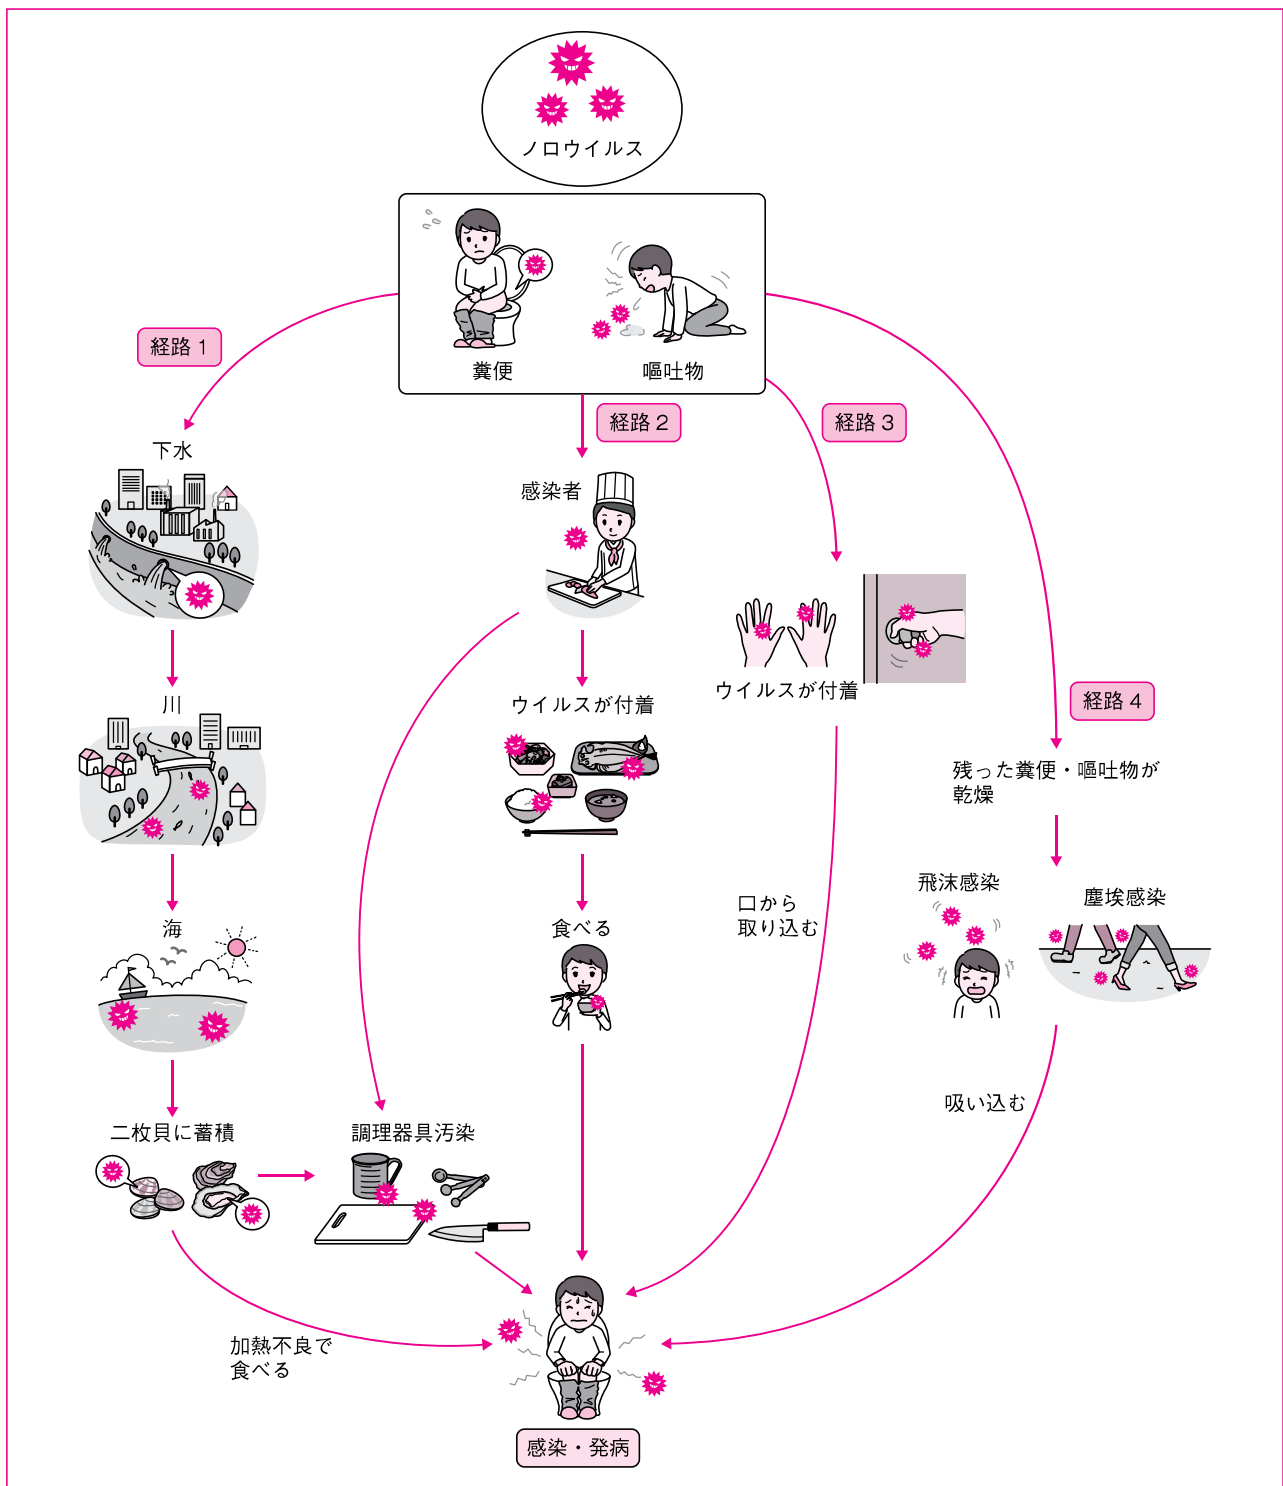 ノロウイルス
糞便
嘔吐物
経路 1
経路 2
経路 3
経路 4
下水
川
海
二枚貝に蓄積
加熱不良で
食べる
感染者
ウイルスが付着
食べる
調理器具汚染
ウイルスが付着
口から
取り込む
残った糞便・嘔吐物が
乾燥
飛沫感染
塵埃感染
吸い込む
感染・発病